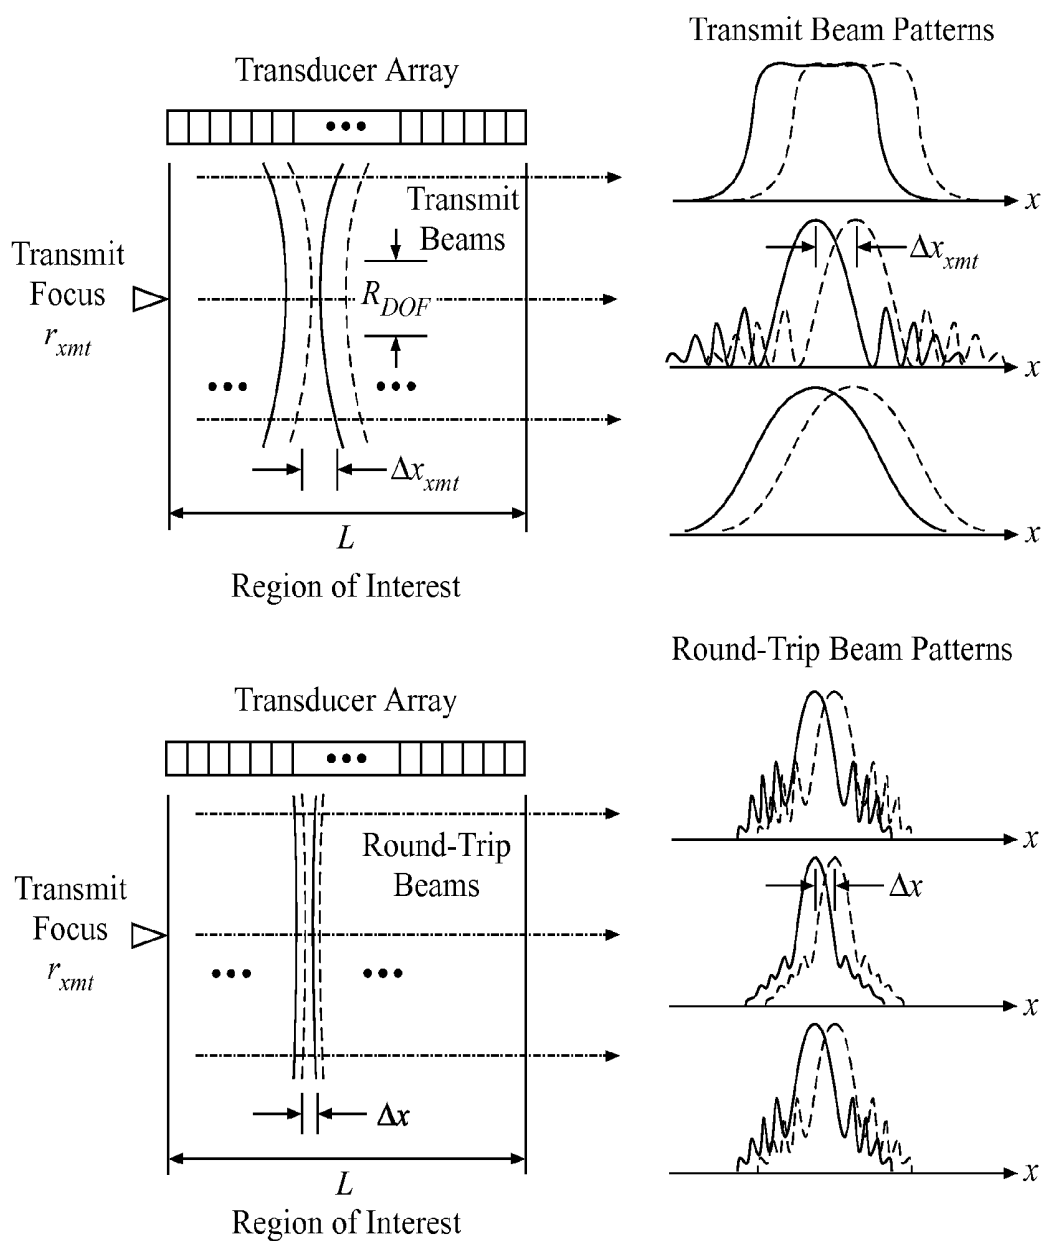 Transmit Beam Patterns
Transducer Array
•••
x
Transmit
Beams
Δx_xmt
Transmit
Focus
r_xmt
R_DOF
•••
•••
x
Δx_xmt
L
x
Region of Interest
Round-Trip Beam Patterns
Transducer Array
•••
x
Round-Trip
Beams
Δx
Transmit
Focus
r_xmt
•••
•••
x
Δx
L
x
Region of Interest